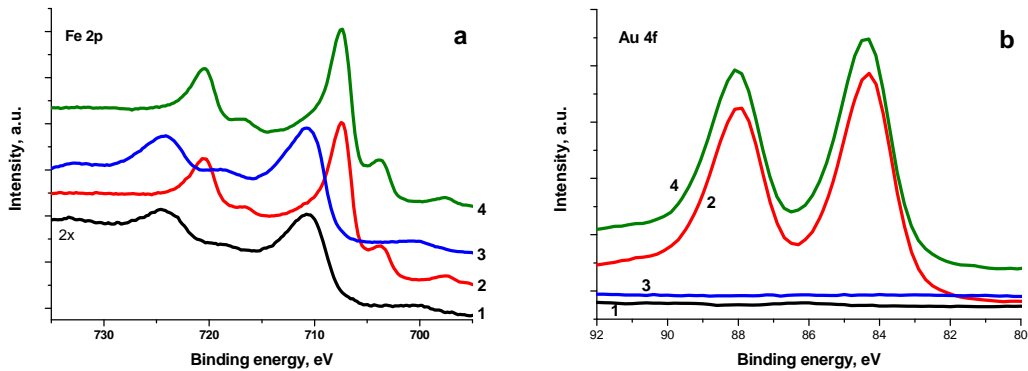 Fe 2p
a
2x
4
3
2
1
730
720
710
700
Binding energy, eV
Intensity, a.u.
Au 4f
b
4
2
3
1
92
90
88
86
84
82
80
Binding energy, eV
Intensity, a.u.